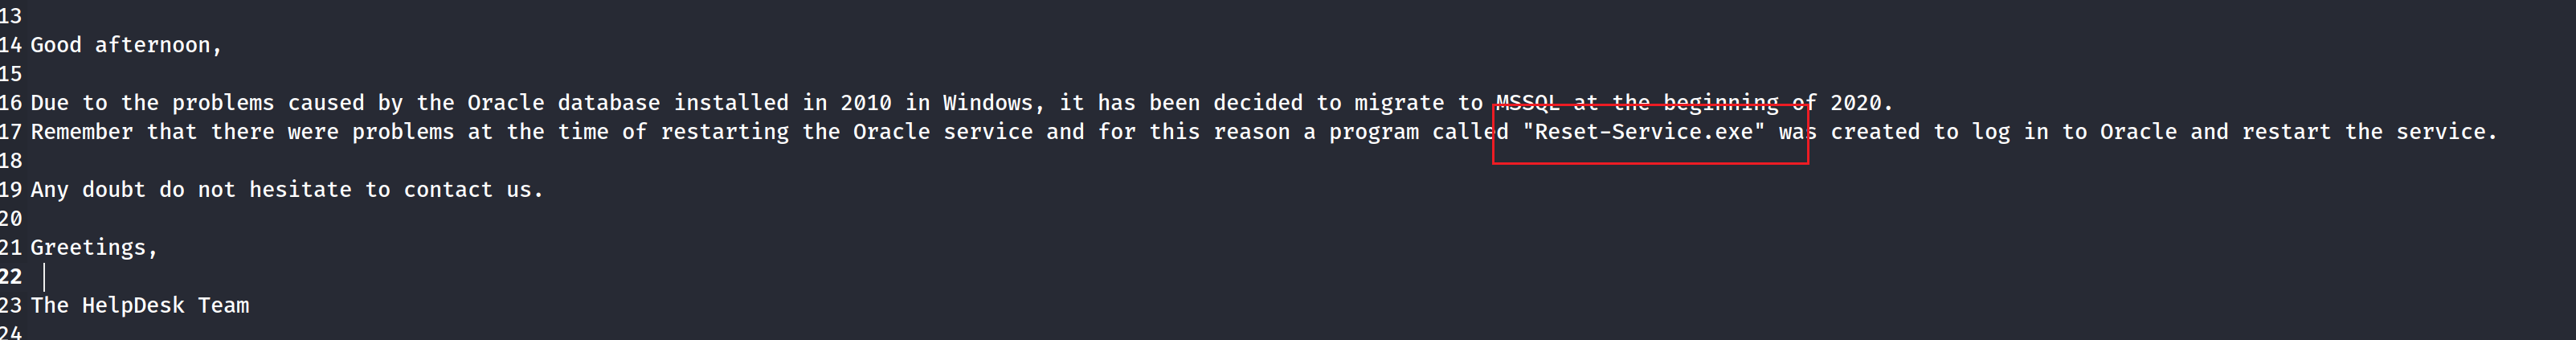 13
14 Good afternoon,
15
16 Due to the problems caused by the Oracle database installed in 2010 in Windows, it has been decided to migrate to MSSQL at the beginning of 2020.
17 Remember that there were problems at the time of restarting the Oracle service and for this reason a program called "Reset-Service.exe" was created to log in to Oracle and restart the service.
18
19 Any doubt do not hesitate to contact us.
20
21 Greetings,
22
23 The HelpDesk Team
24